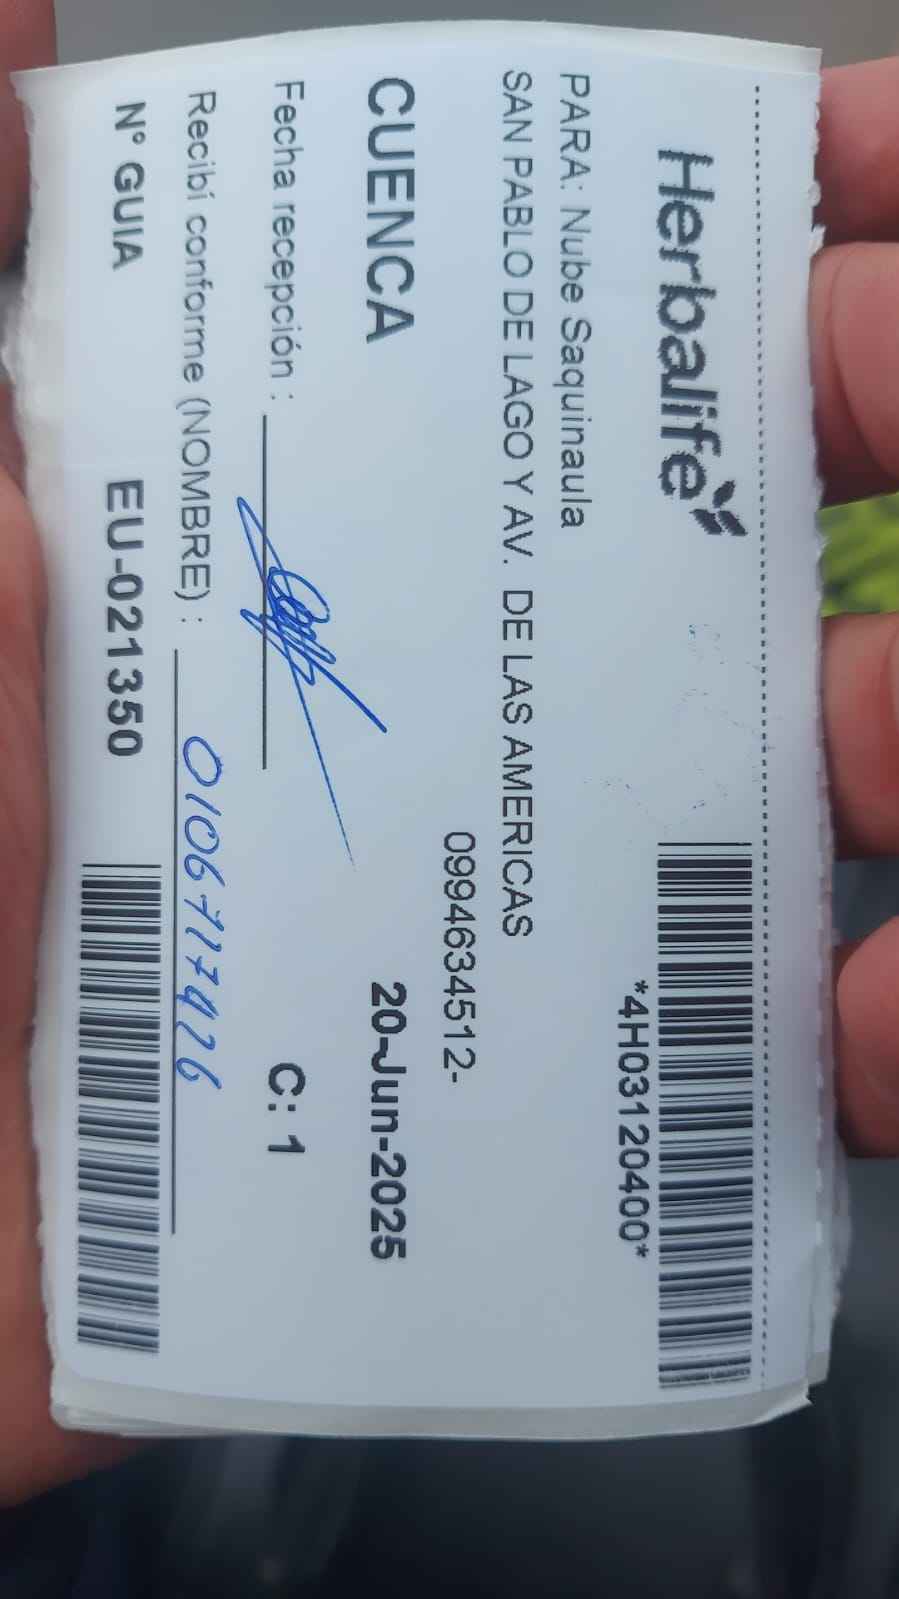 Herbalife
*4H03120400*
PARA: Nube Saquinaula
SAN PABLO DE LAGO Y AV. DE LAS AMERICAS
0994634512-
CUENCA 20-Jun-2025
Fecha recepción : C: 1
Recibí conforme (NOMBRE) : 0106717926
N° GUIA EU-021350